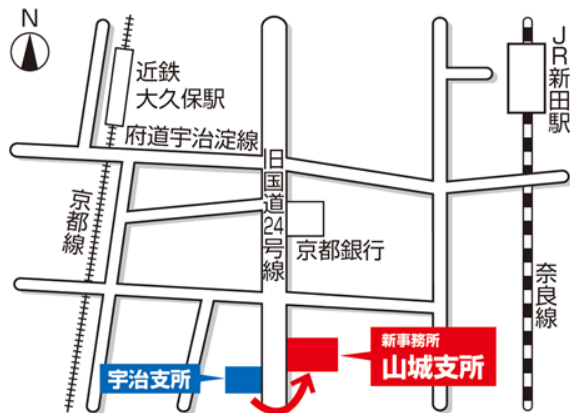 N
近鉄
大久保駅
JR新田駅
府道宇治淀線
旧国道24号線
京都線
京都銀行
奈良線
新事務所
山城支所
宇治支所